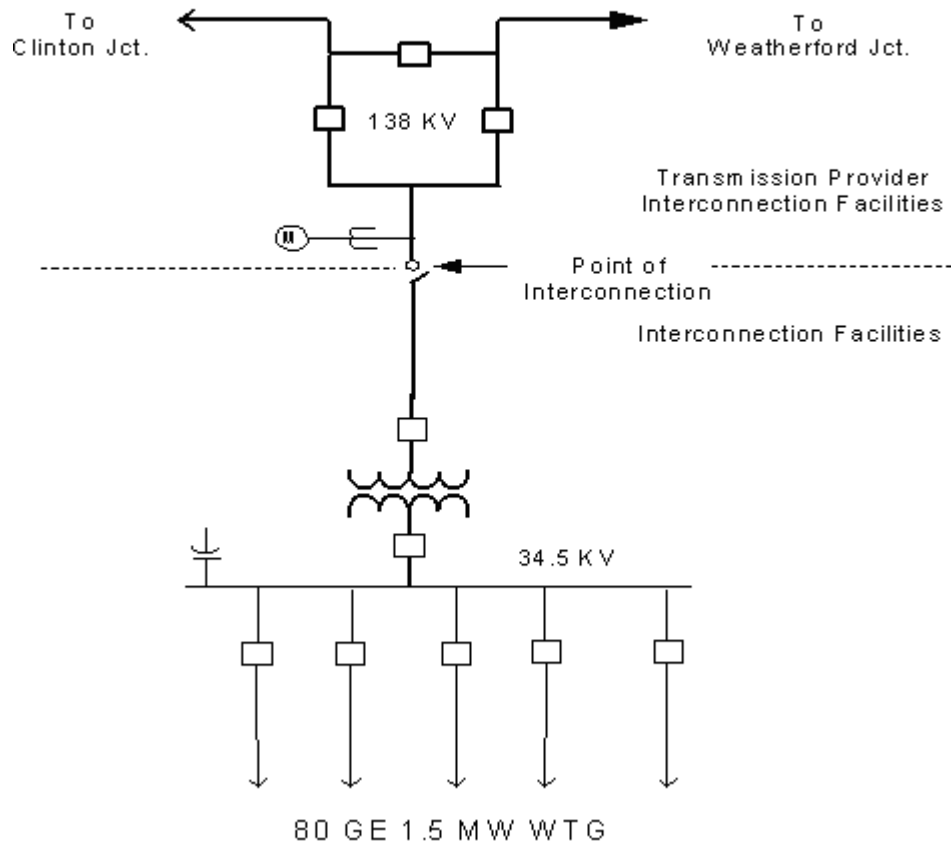 To
Clinton Jct.
To
Weatherford Jct.
138 KV
Transmission Provider
Interconnection Facilities
M
Point of
Interconnection
Interconnection Facilities
34.5 KV
80 GE 1.5 MW WTG